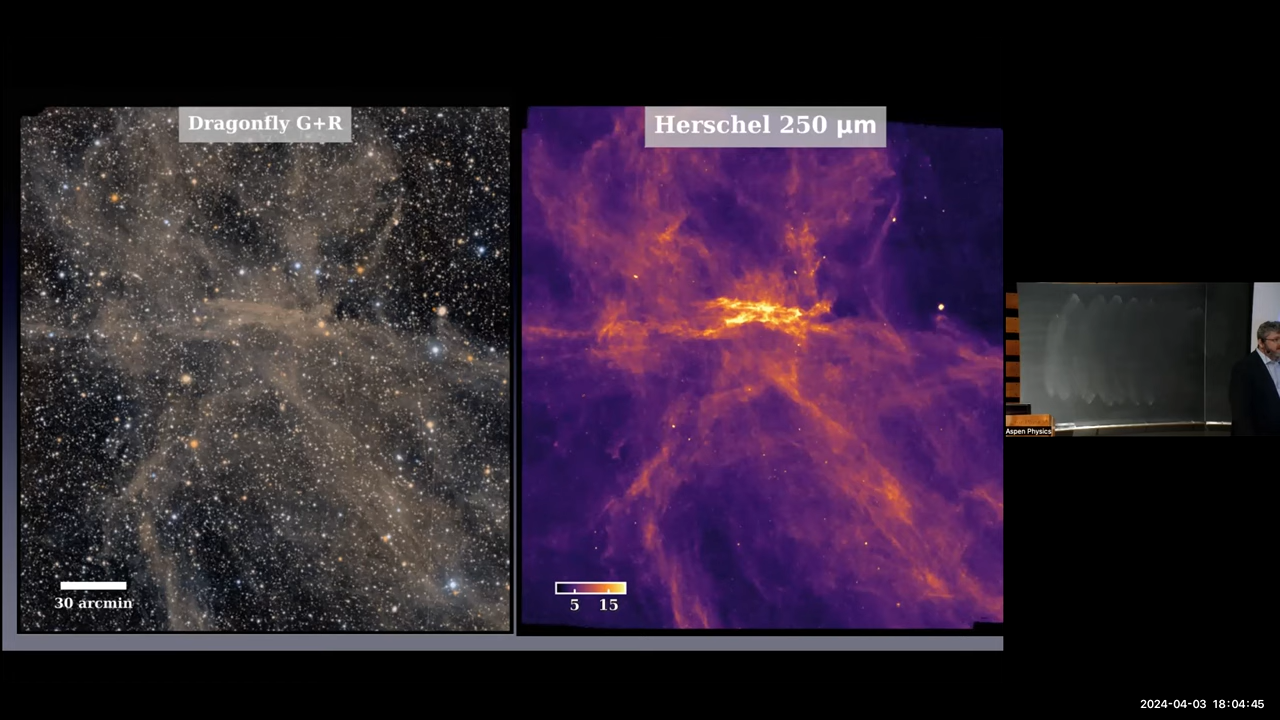 Dragonfly G+R
Herschel 250 μm
30 arcmin
5 15
Aspen Physics
2024-04-03 18:04:45